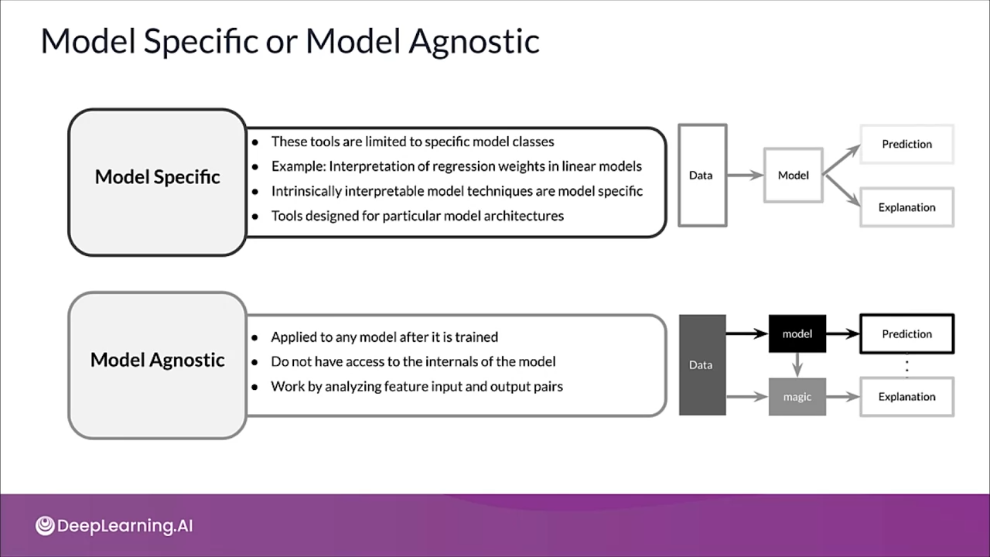 Model Specific or Model Agnostic
Model Specific
• These tools are limited to specific model classes
• Example: Interpretation of regression weights in linear models
• Intrinsically interpretable model techniques are model specific
• Tools designed for particular model architectures
Data
Model
Prediction
Explanation
Model Agnostic
• Applied to any model after it is trained
• Do not have access to the internals of the model
• Work by analyzing feature input and output pairs
Data
model
Prediction
magic
Explanation
DeepLearning.AI